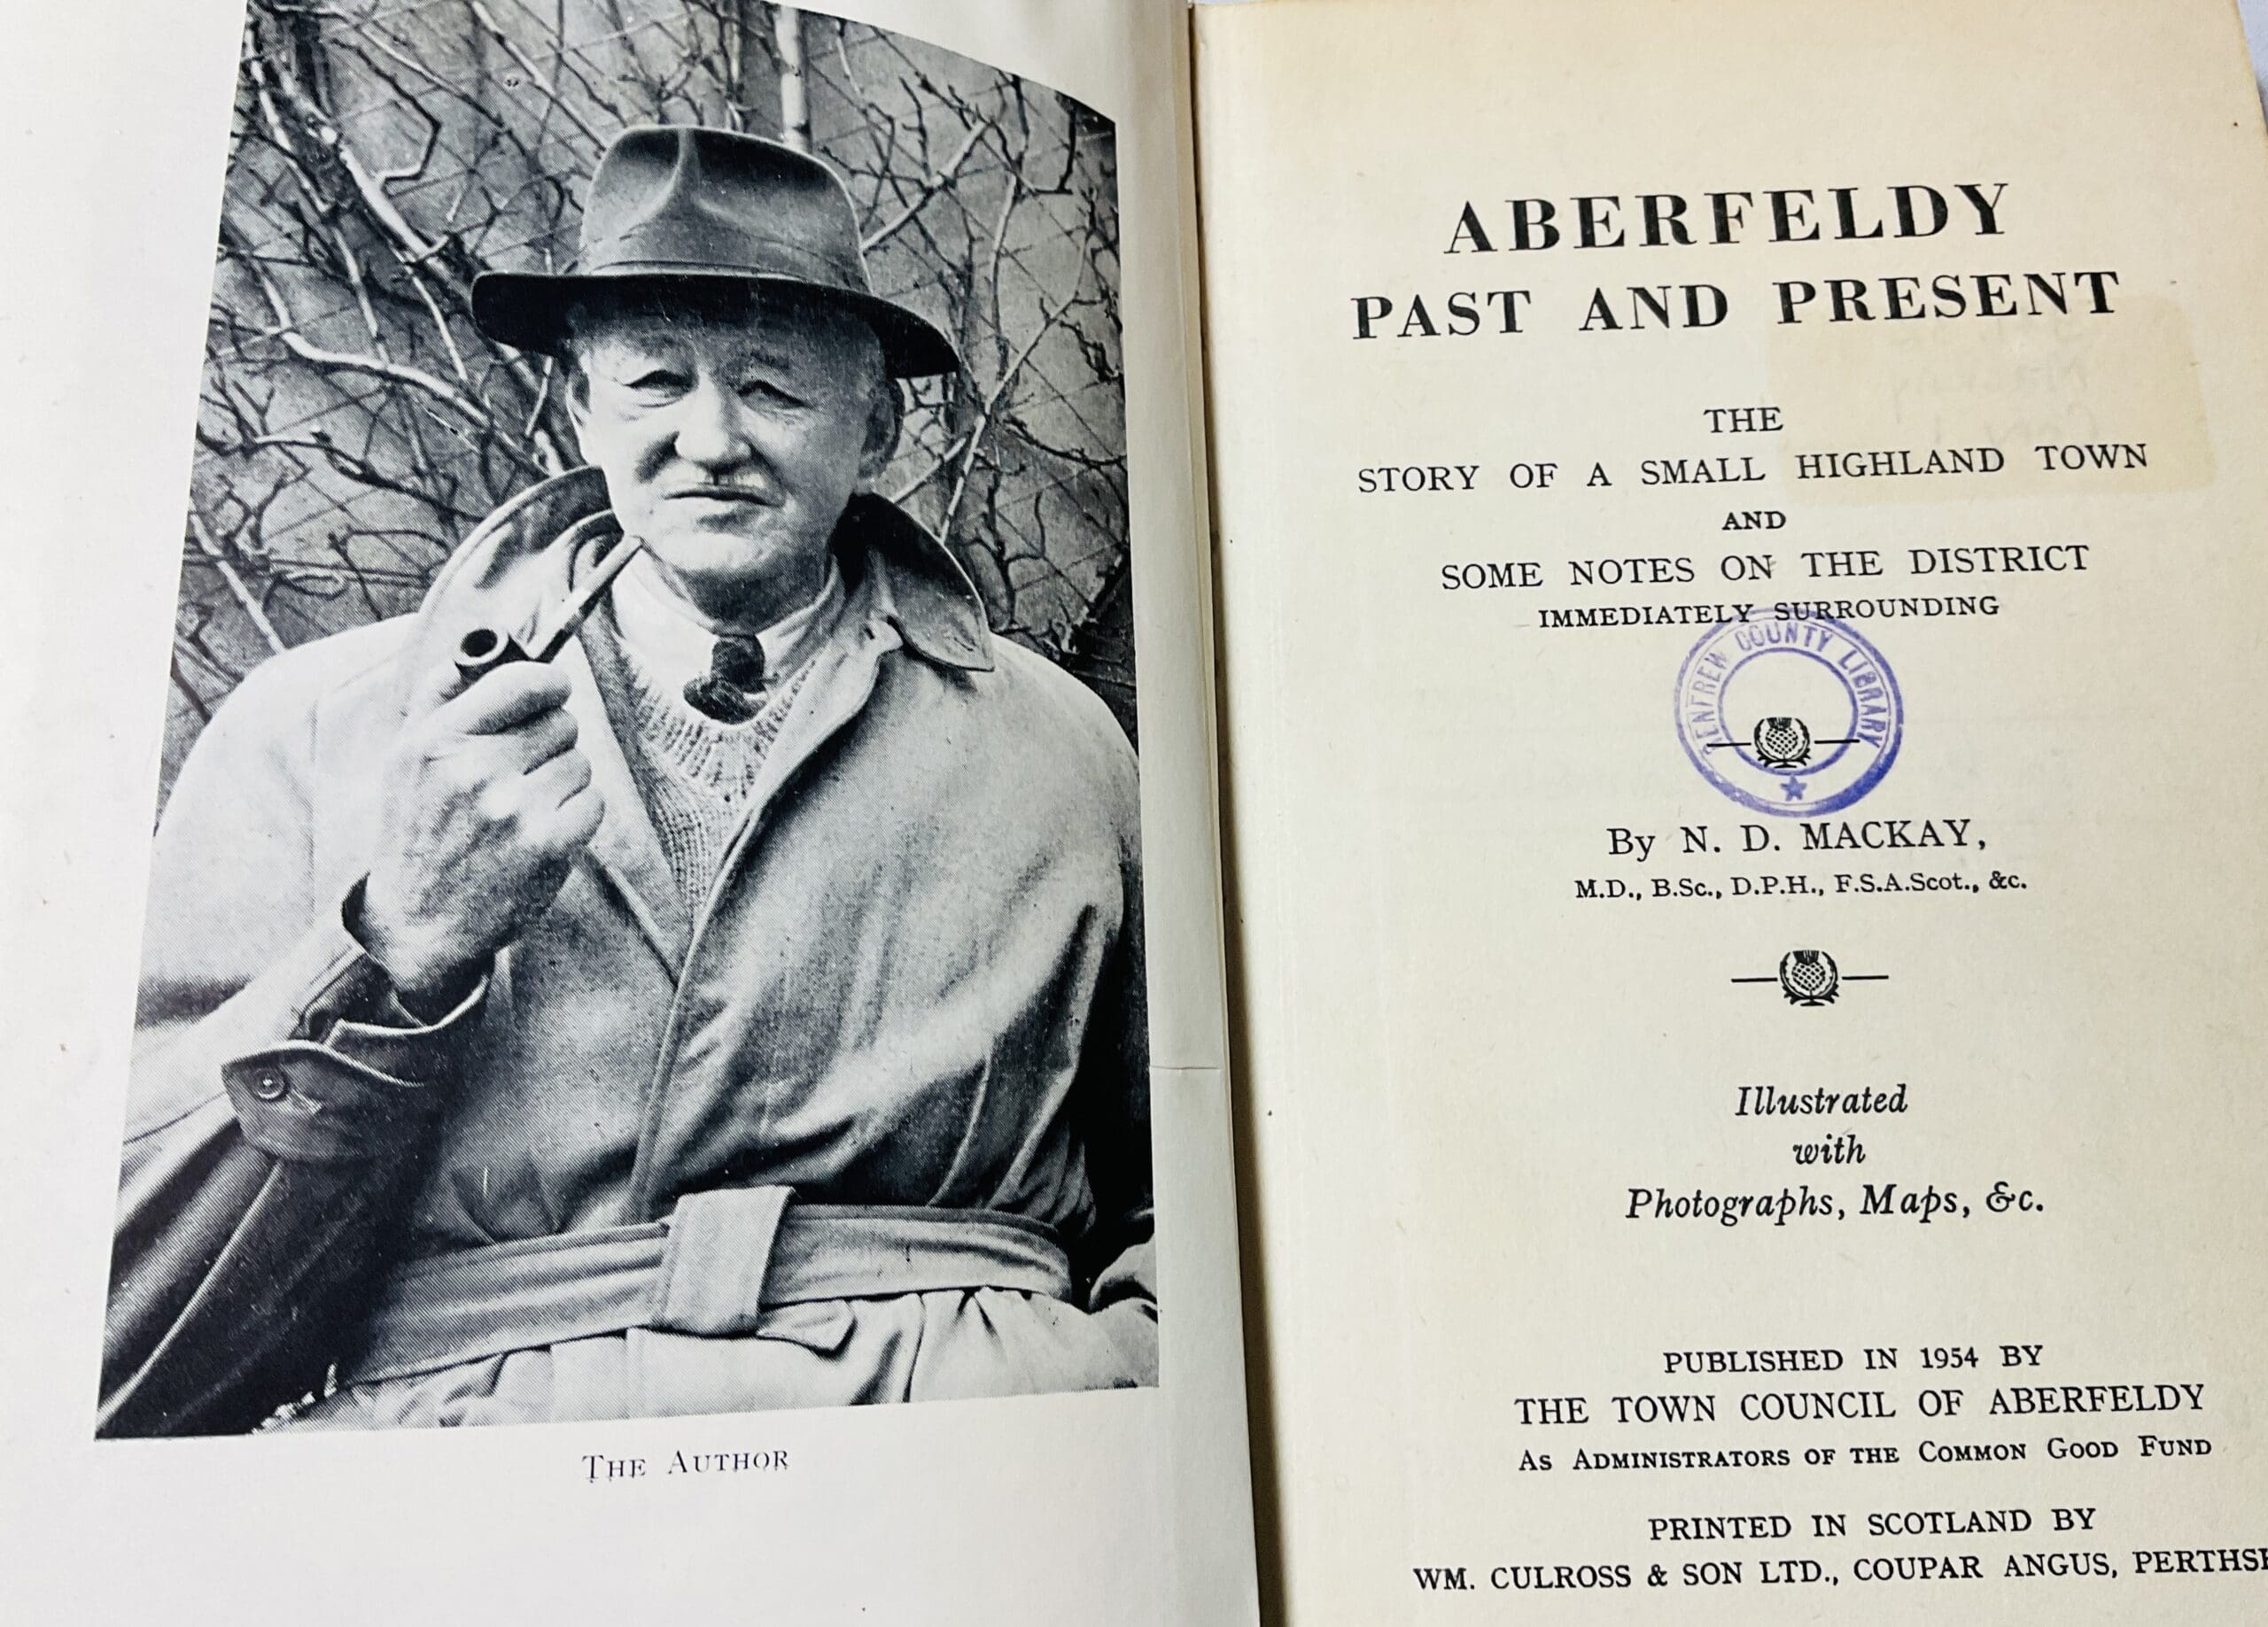 THE AUTHOR
ABERFELDY
PAST AND PRESENT
THE
STORY OF A SMALL HIGHLAND TOWN
AND
SOME NOTES ON THE DISTRICT
IMMEDIATELY SURROUNDING
RENFREW COUNTY LIBRARY
By N. D. MACKAY,
M.D., B.Sc., D.P.H., F.S.A.Scot., &c.
Illustrated
with
Photographs, Maps, &c.
PUBLISHED IN 1954 BY
THE TOWN COUNCIL OF ABERFELDY
AS ADMINISTRATORS OF THE COMMON GOOD FUND
PRINTED IN SCOTLAND BY
WM. CULROSS & SON LTD., COUPAR ANGUS,